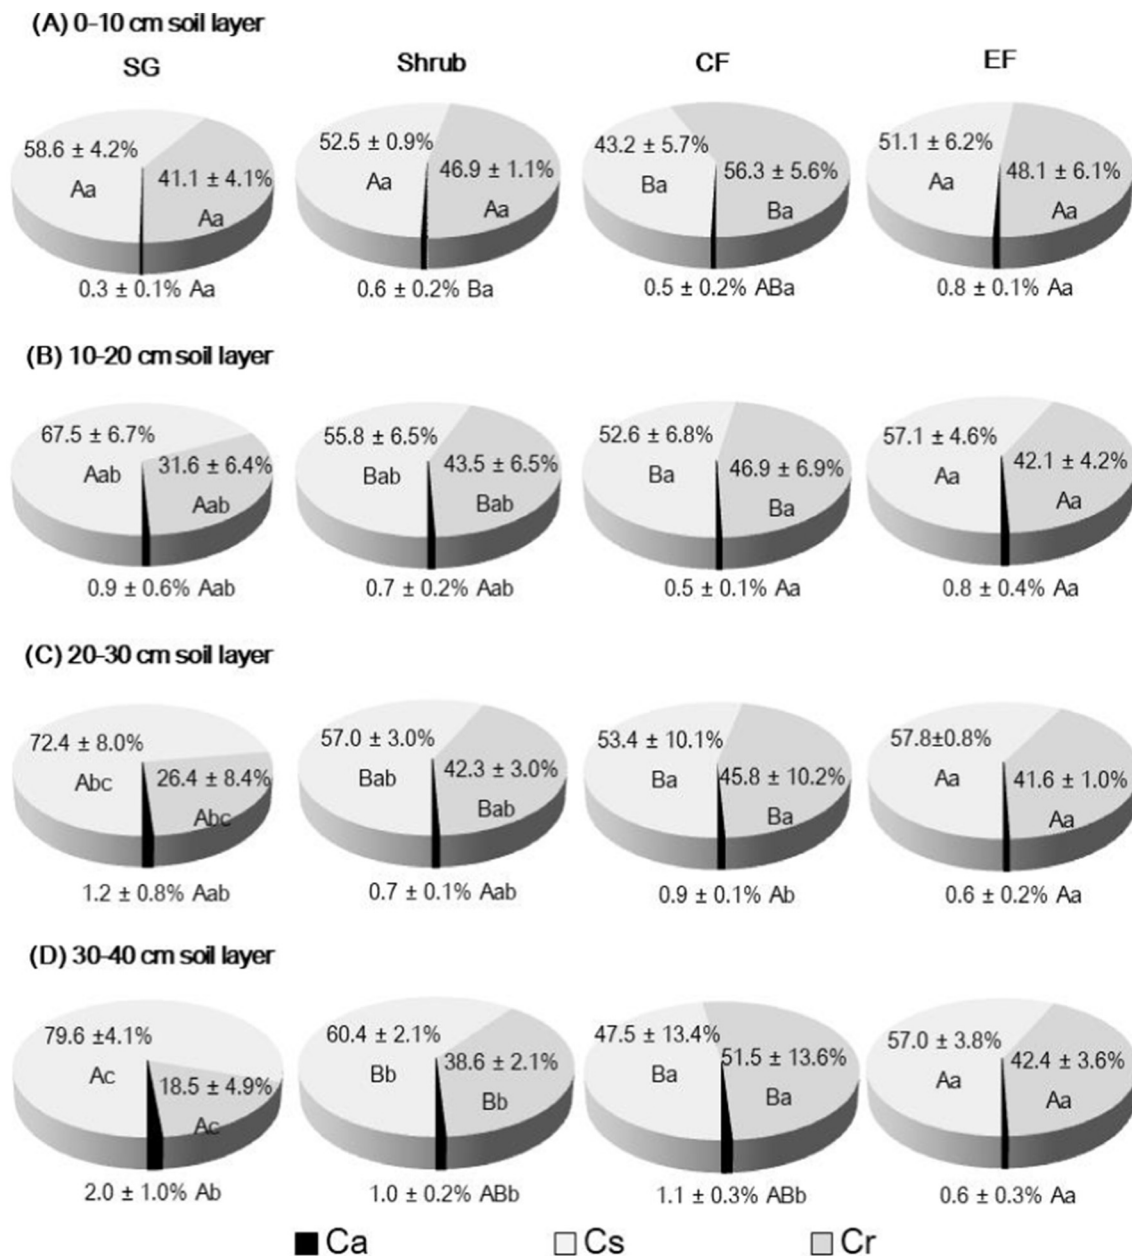 (A) 0-10 cm soil layer
SG Shrub CF EF
58.6 ± 4.2% 52.5 ± 0.9% 43.2 ± 5.7% 51.1 ± 6.2%
41.1 ± 4.1% 46.9 ± 1.1% 56.3 ± 5.6% 48.1 ± 6.1%
Aa Aa Ba Aa
Aa Aa Ba Aa
0.3 ± 0.1% Aa 0.6 ± 0.2% Ba 0.5 ± 0.2% ABa 0.8 ± 0.1% Aa
(B) 10-20 cm soil layer
67.5 ± 6.7% 55.8 ± 6.5% 52.6 ± 6.8% 57.1 ± 4.6%
31.6 ± 6.4% 43.5 ± 6.5% 46.9 ± 6.9% 42.1 ± 4.2%
Aab Bab Ba Aa
Aab Bab Ba Aa
0.9 ± 0.6% Aab 0.7 ± 0.2% Aab 0.5 ± 0.1% Aa 0.8 ± 0.4% Aa
(C) 20-30 cm soil layer
72.4 ± 8.0% 57.0 ± 3.0% 53.4 ± 10.1% 57.8±0.8%
26.4 ± 8.4% 42.3 ± 3.0% 45.8 ± 10.2% 41.6 ± 1.0%
Abc Bab Ba Aa
Abc Bab Ba Aa
1.2 ± 0.8% Aab 0.7 ± 0.1% Aab 0.9 ± 0.1% Ab 0.6 ± 0.2% Aa
(D) 30-40 cm soil layer
79.6 ±4.1% 60.4 ± 2.1% 47.5 ± 13.4% 57.0 ± 3.8%
18.5 ± 4.9% 38.6 ± 2.1% 51.5 ± 13.6% 42.4 ± 3.6%
Ac Bb Ba Aa
Ac Bb Ba Aa
2.0 ± 1.0% Ab 1.0 ± 0.2% ABb 1.1 ± 0.3% ABb 0.6 ± 0.3% Aa
Ca Cs Cr